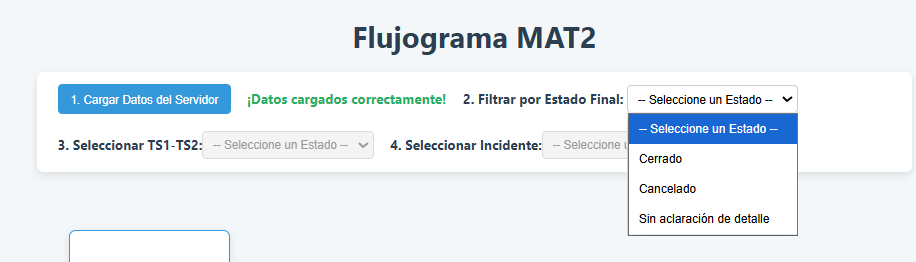 Flujograma MAT2
1. Cargar Datos del Servidor ¡Datos cargados correctamente! 2. Filtrar por Estado Final: -- Seleccione un Estado --
-- Seleccione un Estado --
Cerrado
Cancelado
Sin aclaración de detalle
3. Seleccionar TS1-TS2: -- Seleccione un Estado -- 4. Seleccionar Incidente: -- Seleccione